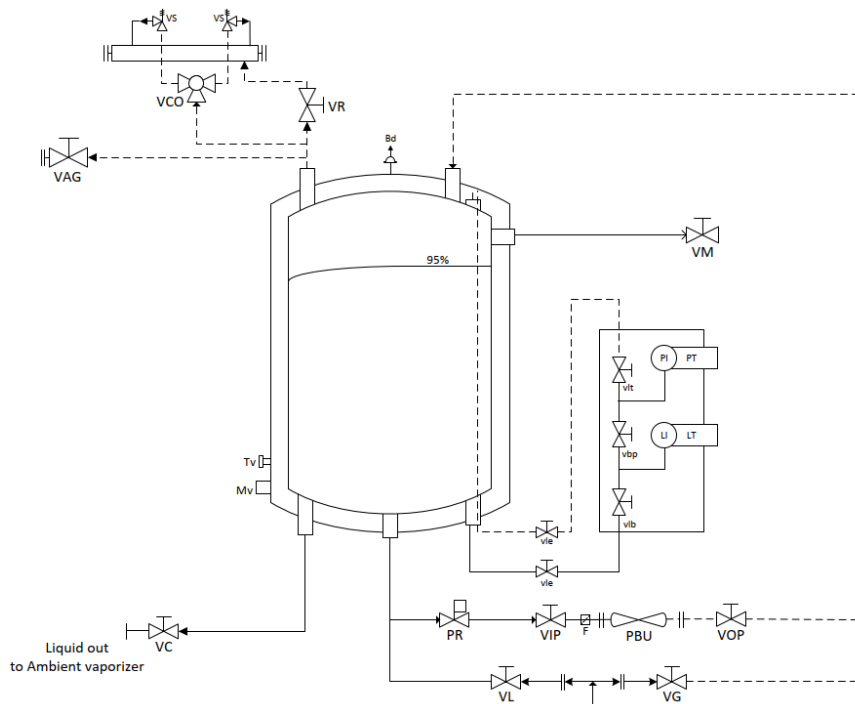 VS
VS
VCO
VR
Bd
VAG
VM
95%
PI
PT
vlt
LI
LT
vbp
Tv
Mv
vlb
vle
vle
VC
PR
VIP
F
PBU
VOP
Liquid out
to Ambient vaporizer
VL
VG